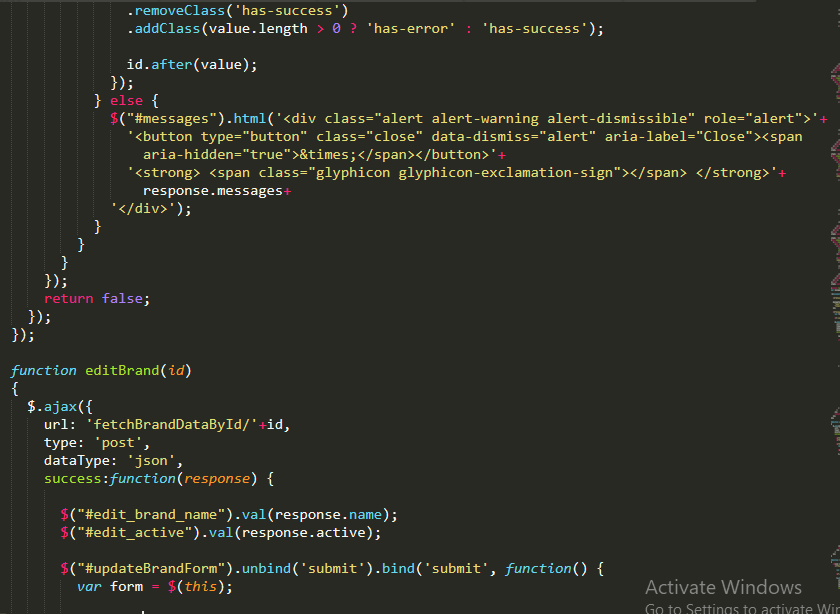 .removeClass('has-success')
.addClass(value.length > 0 ? 'has-error' : 'has-success');
id.after(value);
});
} else {
$("#messages").html('<div class="alert alert-warning alert-dismissible" role="alert">'+
'<button type="button" class="close" data-dismiss="alert" aria-label="Close"><span
aria-hidden="true">&times;</span></button>'+
'<strong> <span class="glyphicon glyphicon-exclamation-sign"></span> </strong>'+
response.messages+
'</div>');
}
}
}
});
return false;
});
});
function editBrand(id)
{
$.ajax({
url: 'fetchBrandDataById/'+id,
type: 'post',
dataType: 'json',
success:function(response) {
$("#edit_brand_name").val(response.name);
$("#edit_active").val(response.active);
$("#updateBrandForm").unbind('submit').bind('submit', function() {
var form = $(this);
Activate Windows
Go to Settings to activate